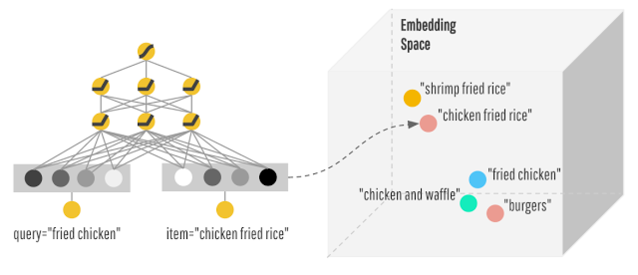 Embedding
Space
"shrimp fried rice"
"chicken fried rice"
"fried chicken"
"chicken and waffle"
"burgers"
query="fried chicken"
item="chicken fried rice"